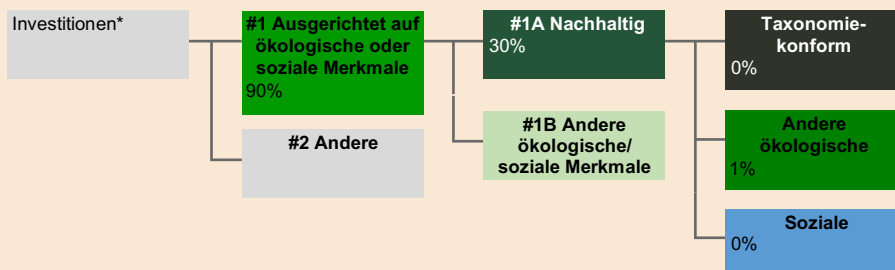 Investitionen*
#1 Ausgerichtet auf
ökologische oder
soziale Merkmale
90%
#2 Andere
#1A Nachhaltig
30%
#1B Andere
ökologische/
soziale Merkmale
Taxonomie-
konform
0%
Andere
ökologische
1%
Soziale
0%